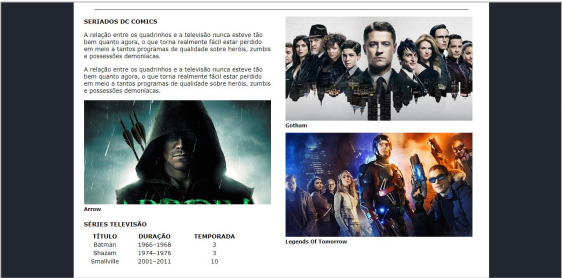 SERIADOS DC COMICS
A relação entre os quadrinhos e a televisão nunca esteve tão
bem quanto agora, o que torna realmente fácil estar perdido
em meio a tantos programas de qualidade sobre heróis, zumbis
e possessões demoníacas.
A relação entre os quadrinhos e a televisão nunca esteve tão
bem quanto agora, o que torna realmente fácil estar perdido
em meio a tantos programas de qualidade sobre heróis, zumbis
e possessões demoníacas.
ARROW
Arrow
SÉRIES TELEVISÃO
TÍTULO DURAÇÃO TEMPORADA
Batman 1966–1968 3
Shazam 1974–1976 3
Smallville 2001–2011 10
Gotham
Legends Of Tomorrow